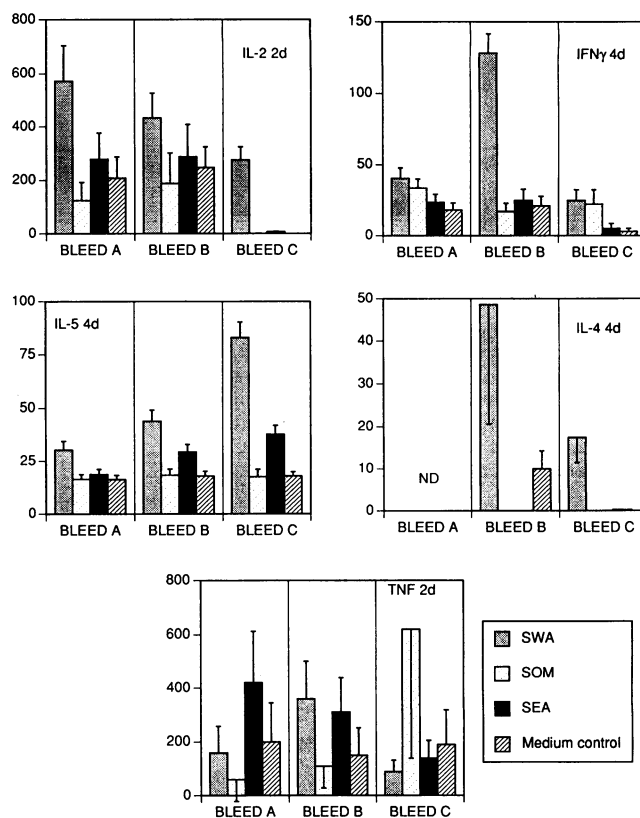 800
600
400
200
0
IL-2 2d
BLEED A BLEED B BLEED C
150
100
50
0
IFNγ 4d
BLEED A BLEED B BLEED C
100
75
50
25
0
IL-5 4d
BLEED A BLEED B BLEED C
50
40
30
20
10
0
IL-4 4d
ND
BLEED A BLEED B BLEED C
800
600
400
200
000
TNF 2d
BLEED A BLEED B BLEED C
SWA
SOM
SEA
Medium control